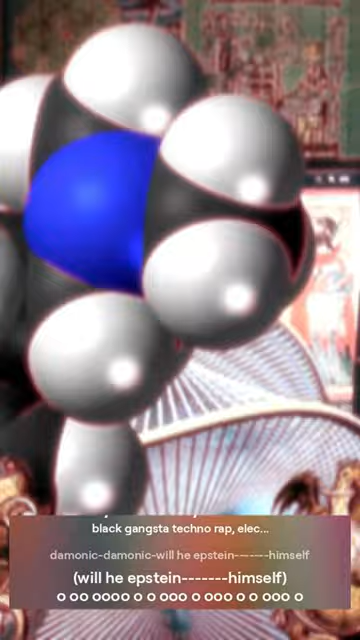 black gangsta techno rap, elec...
damonic-damonic-will he epstein-------himself
(will he epstein-------himself)
o oo oooo o o ooo o ooo o o ooo o